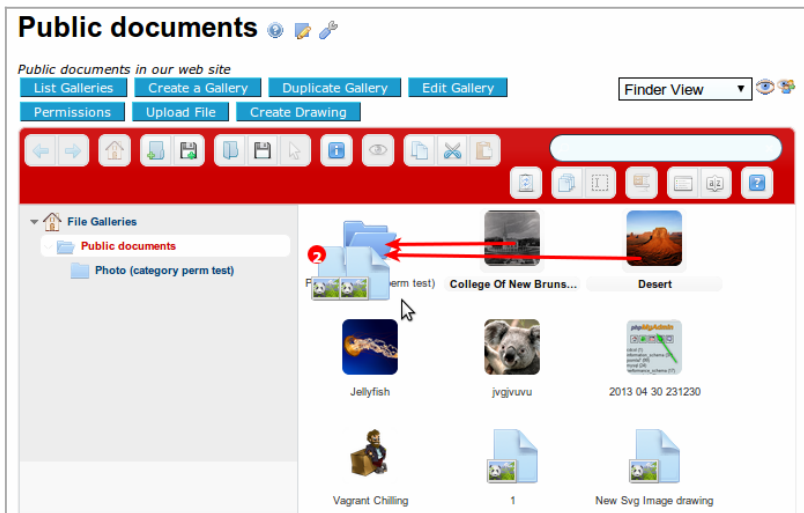 Public documents
Public documents in our web site
List Galleries Create a Gallery Duplicate Gallery Edit Gallery
Finder View
Permissions Upload File Create Drawing
File Galleries
Public documents
Photo (category perm test)
2
P erm test) College Of New Bruns... Desert
phpMyAdmin
Jellyfish jvgjvuvu 2013 04 30 231230
Vagrant Chilling 1 New Svg Image drawing